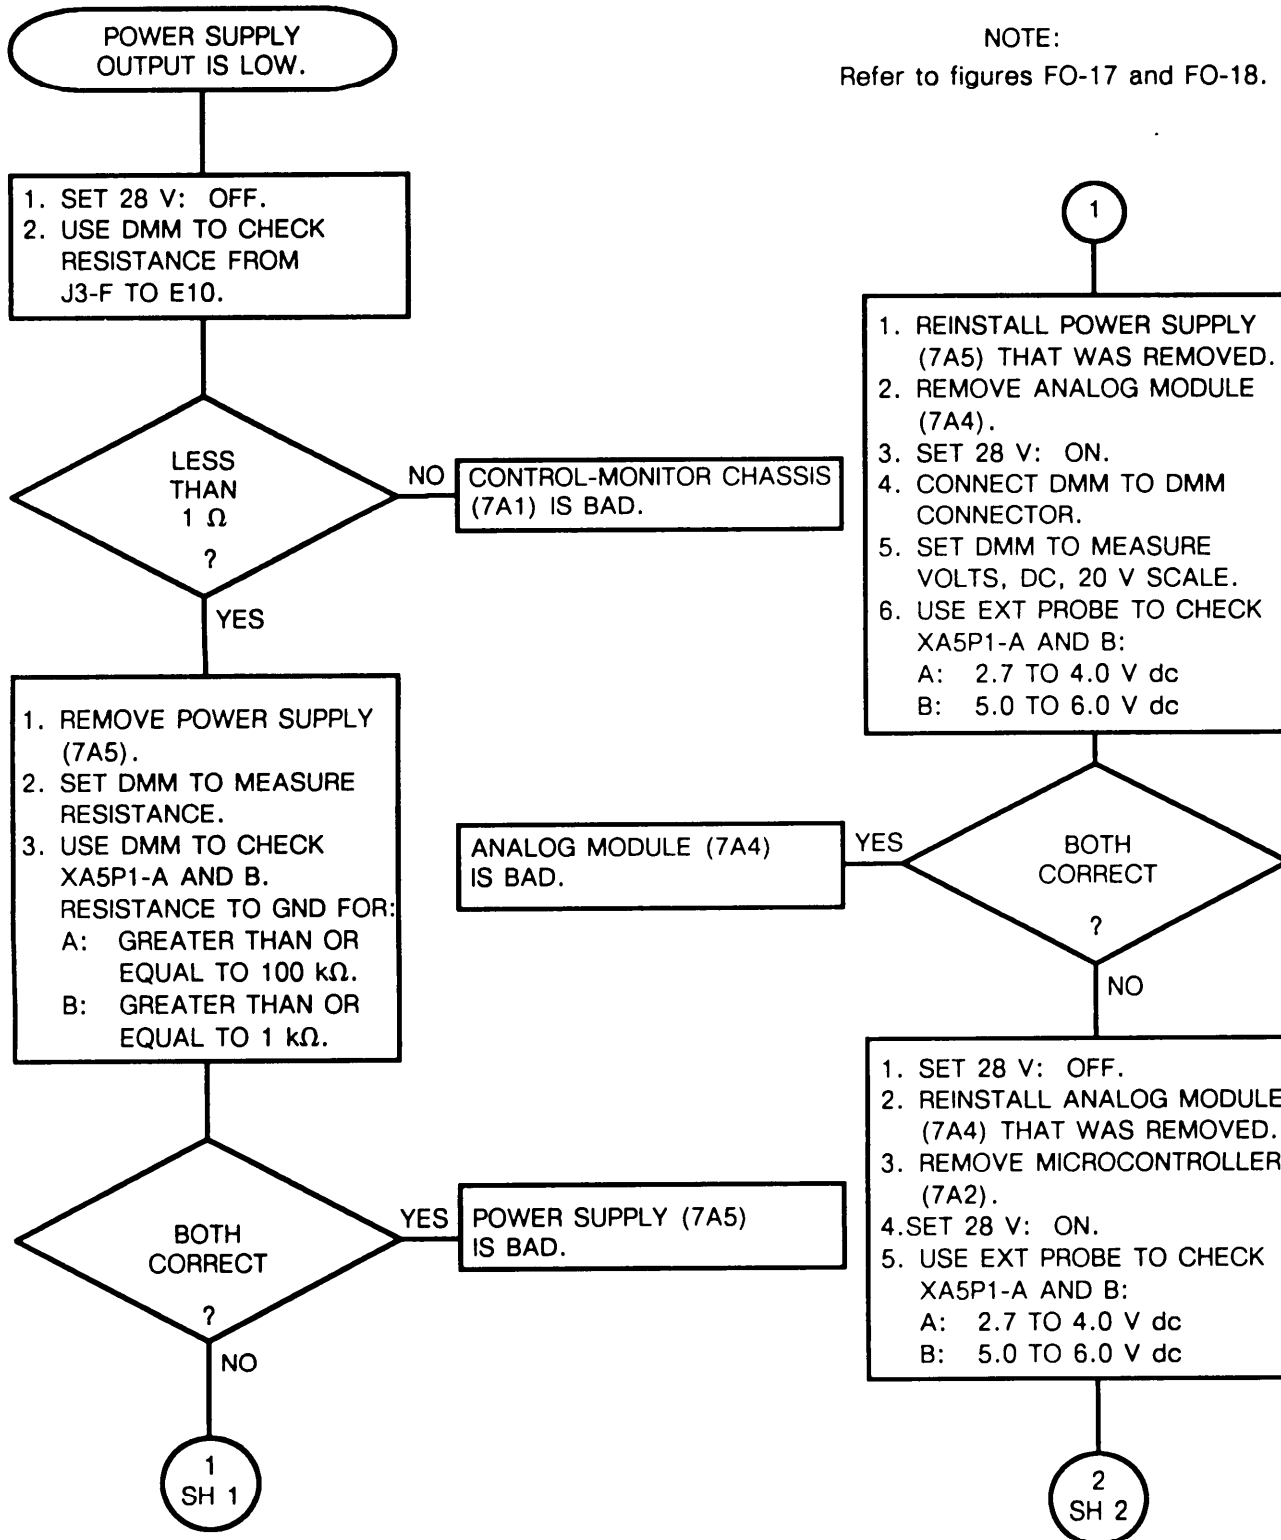 POWER SUPPLY
OUTPUT IS LOW.
1. SET 28 V: OFF.
2. USE DMM TO CHECK
RESISTANCE FROM
J3-F TO E10.
LESS
THAN
1 Ω
?
NO
CONTROL-MONITOR CHASSIS
(7A1) IS BAD.
YES
1. REMOVE POWER SUPPLY
(7A5).
2. SET DMM TO MEASURE
RESISTANCE.
3. USE DMM TO CHECK
XA5P1-A AND B.
RESISTANCE TO GND FOR:
A: GREATER THAN OR
EQUAL TO 100 kΩ.
B: GREATER THAN OR
EQUAL TO 1 kΩ.
BOTH
CORRECT
?
YES
POWER SUPPLY (7A5)
IS BAD.
NO
1
SH 1
NOTE:
Refer to figures FO-17 and FO-18.
1
1. REINSTALL POWER SUPPLY
(7A5) THAT WAS REMOVED.
2. REMOVE ANALOG MODULE
(7A4).
3. SET 28 V: ON.
4. CONNECT DMM TO DMM
CONNECTOR.
5. SET DMM TO MEASURE
VOLTS, DC, 20 V SCALE.
6. USE EXT PROBE TO CHECK
XA5P1-A AND B:
A: 2.7 TO 4.0 V dc
B: 5.0 TO 6.0 V dc
BOTH
CORRECT
?
YES
ANALOG MODULE (7A4)
IS BAD.
NO
1. SET 28 V: OFF.
2. REINSTALL ANALOG MODULE
(7A4) THAT WAS REMOVED.
3. REMOVE MICROCONTROLLER
(7A2).
4.SET 28 V: ON.
5. USE EXT PROBE TO CHECK
XA5P1-A AND B:
A: 2.7 TO 4.0 V dc
B: 5.0 TO 6.0 V dc
2
SH 2